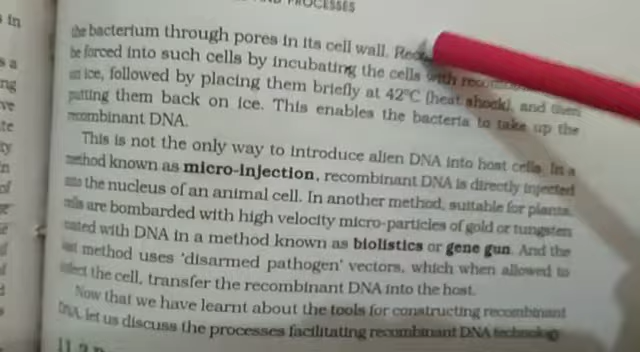 PROCESSES
in
the bacterium through pores in its cell wall.
be forced into such cells by incubating the cells with
on ice, followed by placing them briefly at 42°C (heat shock), and then
putting them back on ice. This enables the bacteria to take up the
recombinant DNA.
This is not the only way to introduce alien DNA into host cells. In a
method known as micro-injection, recombinant DNA is directly injected
into the nucleus of an animal cell. In another method, suitable for plants,
cells are bombarded with high velocity micro-particles of gold or tungsten
coated with DNA in a method known as biolistics or gene gun. And the
last method uses 'disarmed pathogen' vectors, which when allowed to
infect the cell, transfer the recombinant DNA into the host.
Now that we have learnt about the tools for constructing recombinant
DNA, let us discuss the processes facilitating recombinant DNA technology